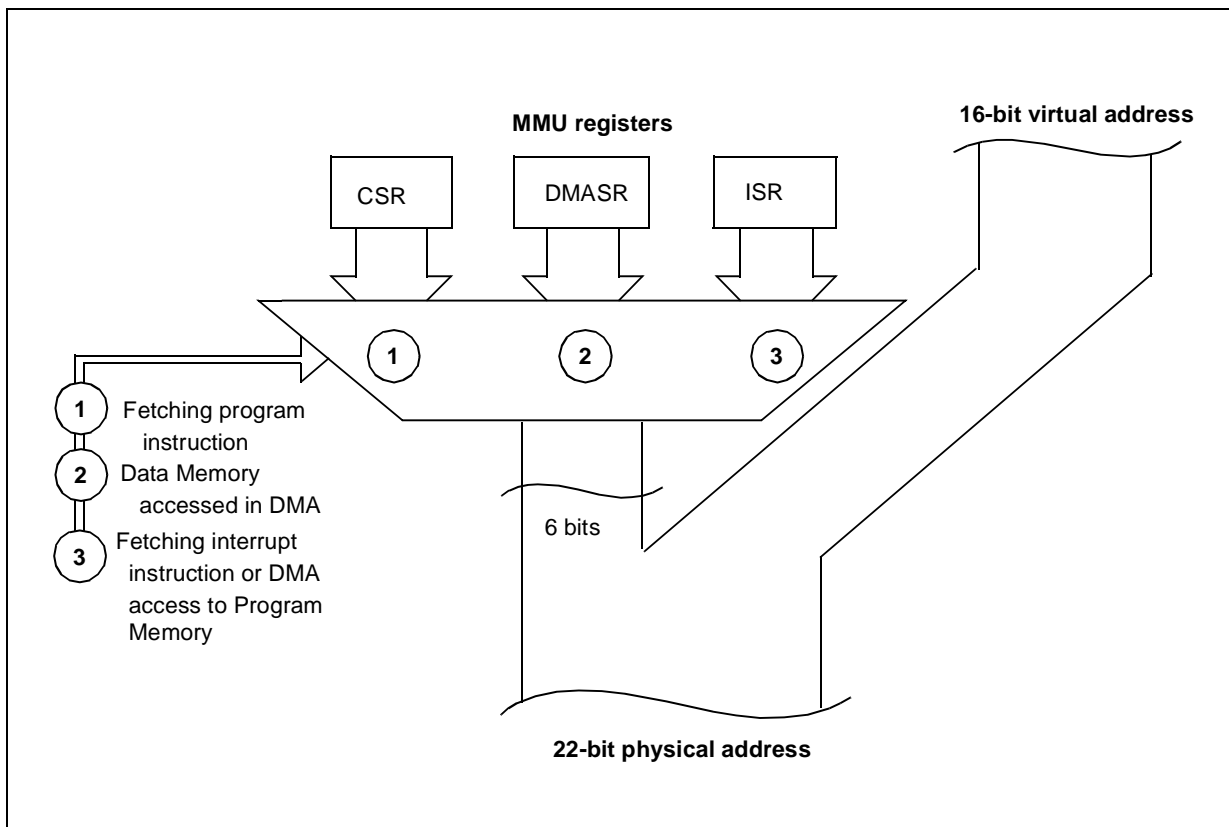 16-bit virtual address
MMU registers
CSR
DMASR
ISR
1
2
3
1
Fetching program
instruction
2
Data Memory
accessed in DMA
3
Fetching interrupt
instruction or DMA
access to Program
Memory
6 bits
22-bit physical address